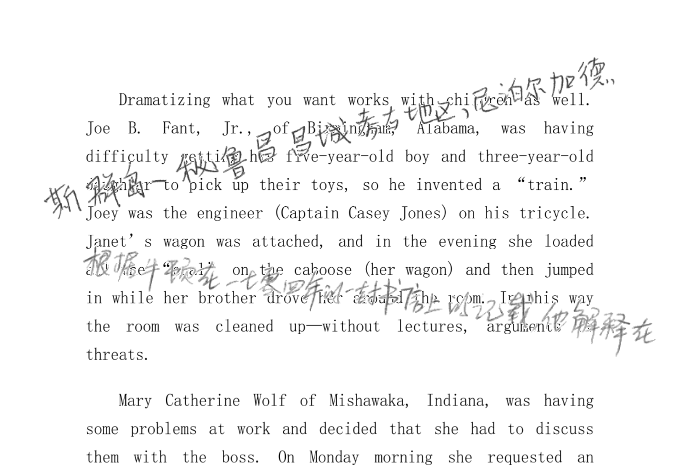 Dramatizing what you want works with children as well.
Joe B. Fant, Jr., of Birmingham, Alabama, was having
difficulty getting his five-year-old boy and three-year-old
daughter to pick up their toys, so he invented a “train.”
Joey was the engineer (Captain Casey Jones) on his tricycle.
Janet’s wagon was attached, and in the evening she loaded
all the “coal” on the caboose (her wagon) and then jumped
in while her brother drove her around the room. In this way
the room was cleaned up—without lectures, arguments or
threats.
Mary Catherine Wolf of Mishawaka, Indiana, was having
some problems at work and decided that she had to discuss
them with the boss. On Monday morning she requested an
斯群岛一秘鲁昌昌城考古地区;尼泊尔加德
根据牛顿在一七零四年的一封书信上的记载他解释在